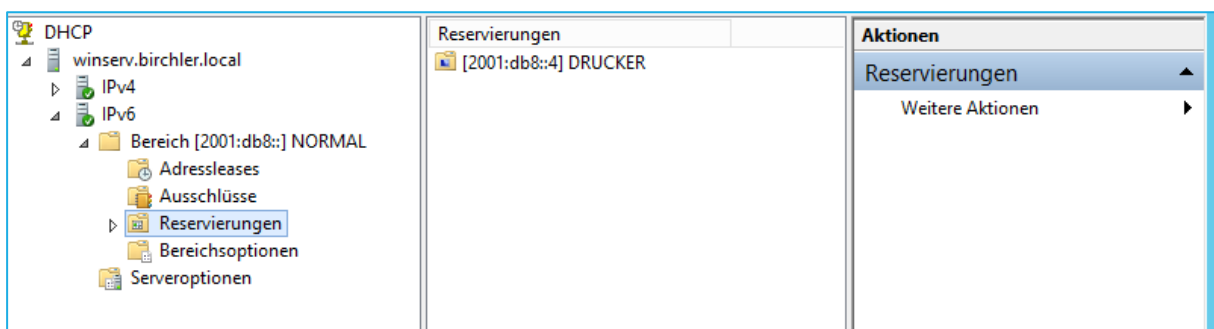 DHCP
winserv.birchler.local
IPv4
IPv6
Bereich [2001:db8::] NORMAL
Adressleases
Ausschlüsse
Reservierungen
Bereichsoptionen
Serveroptionen
Reservierungen
[2001:db8::4] DRUCKER
Aktionen
Reservierungen
Weitere Aktionen